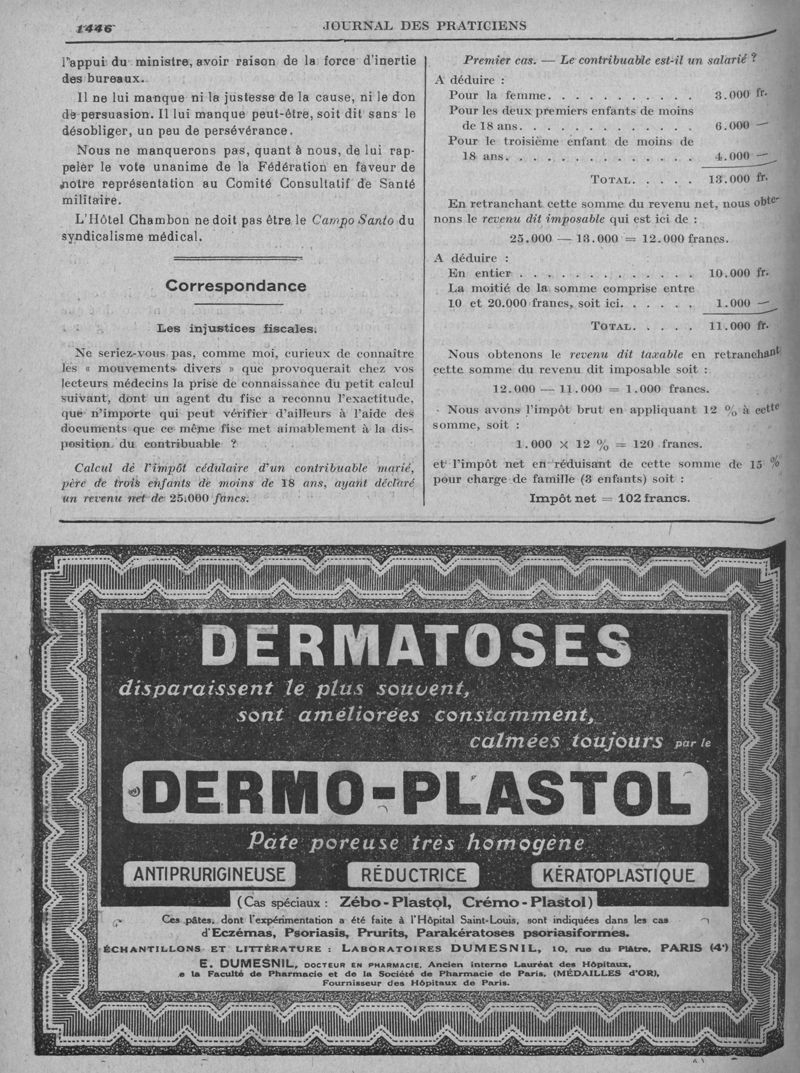 1446
JOURNAL DES PRATICIENS
l'appui du ministre, avoir raison de la force d'inertie
des bureaux.
Il ne lui manque ni la justesse de la cause, ni le don
de persuasion. Il lui manque peut-être, soit dit sans le
désobliger, un peu de persévérance.
Nous ne manquerons pas, quant à nous, de lui rap-
peler le vote unanime de la Fédération en faveur de
notre représentation au Comité Consultatif de Santé
militaire.
L'Hôtel Chambon ne doit pas être le Campo Santo du
syndicalisme médical.
Correspondance
Les injustices fiscales.
Ne seriez-vous pas, comme moi, curieux de connaître
les « mouvements divers » que provoquerait chez vos
lecteurs médecins la prise de connaissance du petit calcul
suivant, dont un agent du fisc a reconnu l'exactitude,
que n'importe qui peut vérifier d'ailleurs à l'aide des
documents que ce même fisc met aimablement à la dis-
position du contribuable ?
Calcul de l'impôt cédulaire d'un contribuable marié,
père de trois enfants de moins de 18 ans, ayant déclaré
un revenu net de 25.000 fancs.
Premier cas. — Le contribuable est-il un salarié ?
A déduire :
Pour la femme. . . . . . . . . . . 3.000 fr.
Pour les deux premiers enfants de moins
de 18 ans. . . . . . . . . . . . . 6.000 —
Pour le troisième enfant de moins de
18 ans. . . . . . . . . . . . . . 4.000 —
TOTAL. . . . . 13.000 fr.
En retranchant cette somme du revenu net, nous obte-
nons le revenu dit imposable qui est ici de :
25.000 — 13.000 = 12.000 francs.
A déduire :
En entier . . . . . . . . . . . . . 10.000 fr.
La moitié de la somme comprise entre
10 et 20.000 francs, soit ici. . . . . . 1.000 —
TOTAL. . . . . 11.000 fr.
Nous obtenons le revenu dit taxable en retranchant
cette somme du revenu dit imposable soit :
12.000 — 11.000 = 1.000 francs.
Nous avons l'impôt brut en appliquant 12 % à cette
somme, soit :
1.000 × 12 % = 120 francs.
et l'impôt net en réduisant de cette somme de 15 %
pour charge de famille (3 enfants) soit :
Impôt net = 102 francs.
DERMATOSES
disparaissent le plus souvent,
sont améliorées constamment,
calmées toujours par le
DERMO-PLASTOL
Pâte poreuse très homogène
ANTIPRURIGINEUSE RÉDUCTRICE KÉRATOPLASTIQUE
(Cas spéciaux : Zébo-Plastol, Crémo-Plastol)
Ces pâtes, dont l'expérimentation a été faite à l'Hôpital Saint-Louis, sont indiquées dans les cas
d'Eczémas, Psoriasis, Prurits, Parakératoses psoriasiformes.
ÉCHANTILLONS ET LITTÉRATURE : LABORATOIRES DUMESNIL, 10, rue du Plâtre, PARIS (4e)
E. DUMESNIL, DOCTEUR EN PHARMACIE, Ancien interne Lauréat des Hôpitaux,
e la Faculté de Pharmacie et de la Société de Pharmacie de Paris. (MÉDAILLES d'OR),
Fournisseur des Hôpitaux de Paris.